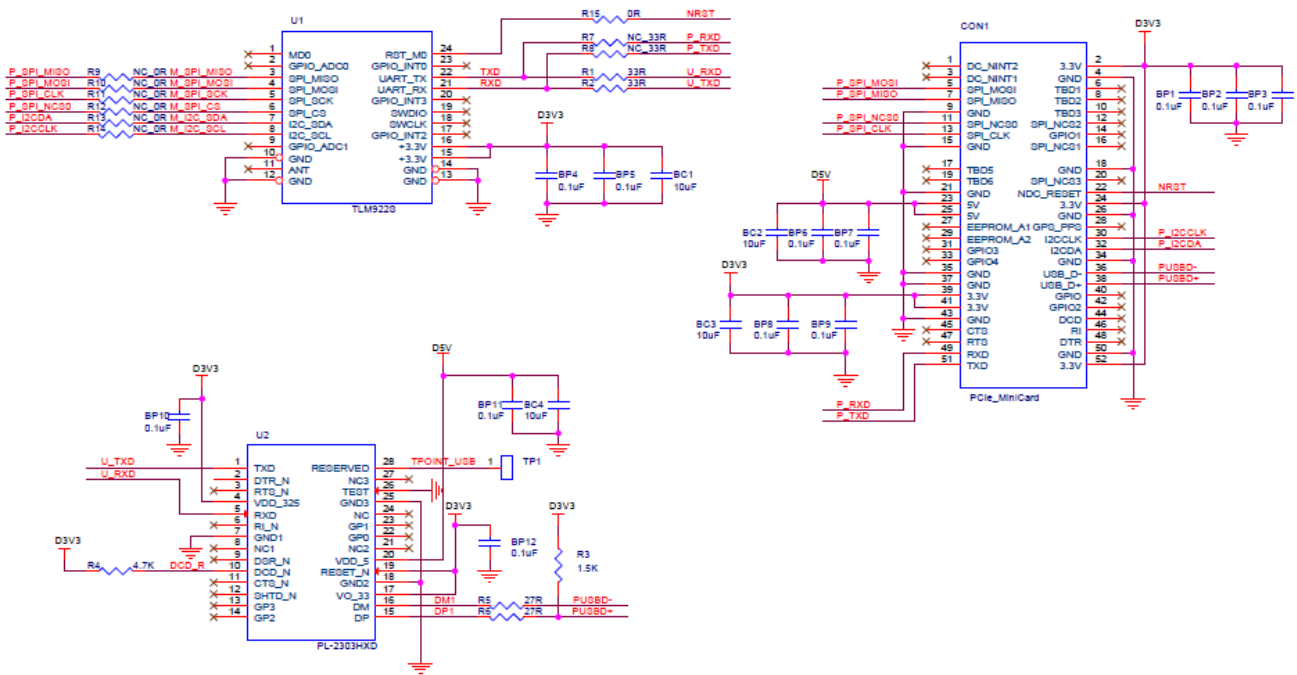 U1
1 MD0
2 GPIO_ADC0
P_SPI_MISO R9 NC_0R M_SPI_MISO 3 SPI_MISO
P_SPI_MOSI R10 NC_0R M_SPI_MOSI 4 SPI_MOSI
P_SPI_CLK R11 NC_0R M_SPI_SCK 5 SPI_SCK
P_SPI_NCS0 R12 NC_0R M_SPI_CS 6 SPI_CS
P_I2CDA R13 NC_0R M_I2C_SDA 7 I2C_SDA
P_I2CCLK R14 NC_0R M_I2C_SCL 8 I2C_SCL
9 GPIO_ADC1
10 GND
11 ANT
12 GND
RST_M0 24
GPIO_INT0 23
UART_TX 22 TXD
UART_RX 21 RXD
GPIO_INT3 20
SWDIO 19
SWCLK 18
GPIO_INT2 17
+3.3V 16
+3.3V 15
GND 14
GND 13
TLM922S
R15 0R NRST
R7 NC_33R P_RXD
R8 NC_33R P_TXD
R1 33R U_RXD
R2 33R U_TXD
D3V3
BP4 0.1uF
BP5 0.1uF
BC1 10uF
CON1
1 DC_NINT2
3 DC_NINT1
P_SPI_MOSI 5 SPI_MOSI
P_SPI_MISO 7 SPI_MISO
9 GND
P_SPI_NCS0 11 SPI_NCS0
P_SPI_CLK 13 SPI_CLK
15 GND
17 TBD5
19 TBD6
21 GND
23 5V
25 5V
27 EEPROM_A1
29 EEPROM_A2
31 GPIO3
33 GPIO4
35 GND
37 GND
39 3.3V
41 3.3V
43 GND
45 CTS
47 RTS
49 RXD
51 TXD
3.3V 2
GND 4
TBD1 6
TBD2 8
TBD3 10
SPI_NCS2 12
GPIO1 14
SPI_NCS1 16
GND 18
SPI_NCS3 20
NDC_RESET 22 NRST
3.3V 24
GND 26
GPS_PPS 28
I2CCLK 30 P_I2CCLK
I2CDA 32 P_I2CDA
GND 34
USB_D- 36 PUSBD-
USB_D+ 38 PUSBD+
GPIO 40
GPIO2 42
DCD 44
RI 46
DTR 48
GND 50
3.3V 52
PCIe_MiniCard
P_RXD
P_TXD
D3V3
BP1 0.1uF
BP2 0.1uF
BP3 0.1uF
D5V
BC2 10uF
BP6 0.1uF
BP7 0.1uF
D3V3
BC3 10uF
BP8 0.1uF
BP9 0.1uF
D3V3
BP10 0.1uF
D5V
BP11 0.1uF
BC4 10uF
U2
U_TXD 1 TXD
2 DTR_N
U_RXD 3 RTS_N
4 VDD_325
5 RXD
6 RI_N
7 GND1
8 NC1
9 DSR_N
D3V3 R4 4.7K DCD_R 10 DCD_N
11 CTS_N
12 SHTD_N
13 GP3
14 GP2
RESERVED 28 TPOINT_USB 1 TP1
NC3 27
TEST 26
GND3 25
NC 24
GP1 23
GP0 22
NC2 21
VDD_5 20
RESET_N 19
GND2 18
VO_33 17
DM 16 DM1 R5 27R PUSBD-
DP 15 DP1 R6 27R PUSBD+
PL-2303HXD
D3V3
BP12 0.1uF
D3V3
R3 1.5K